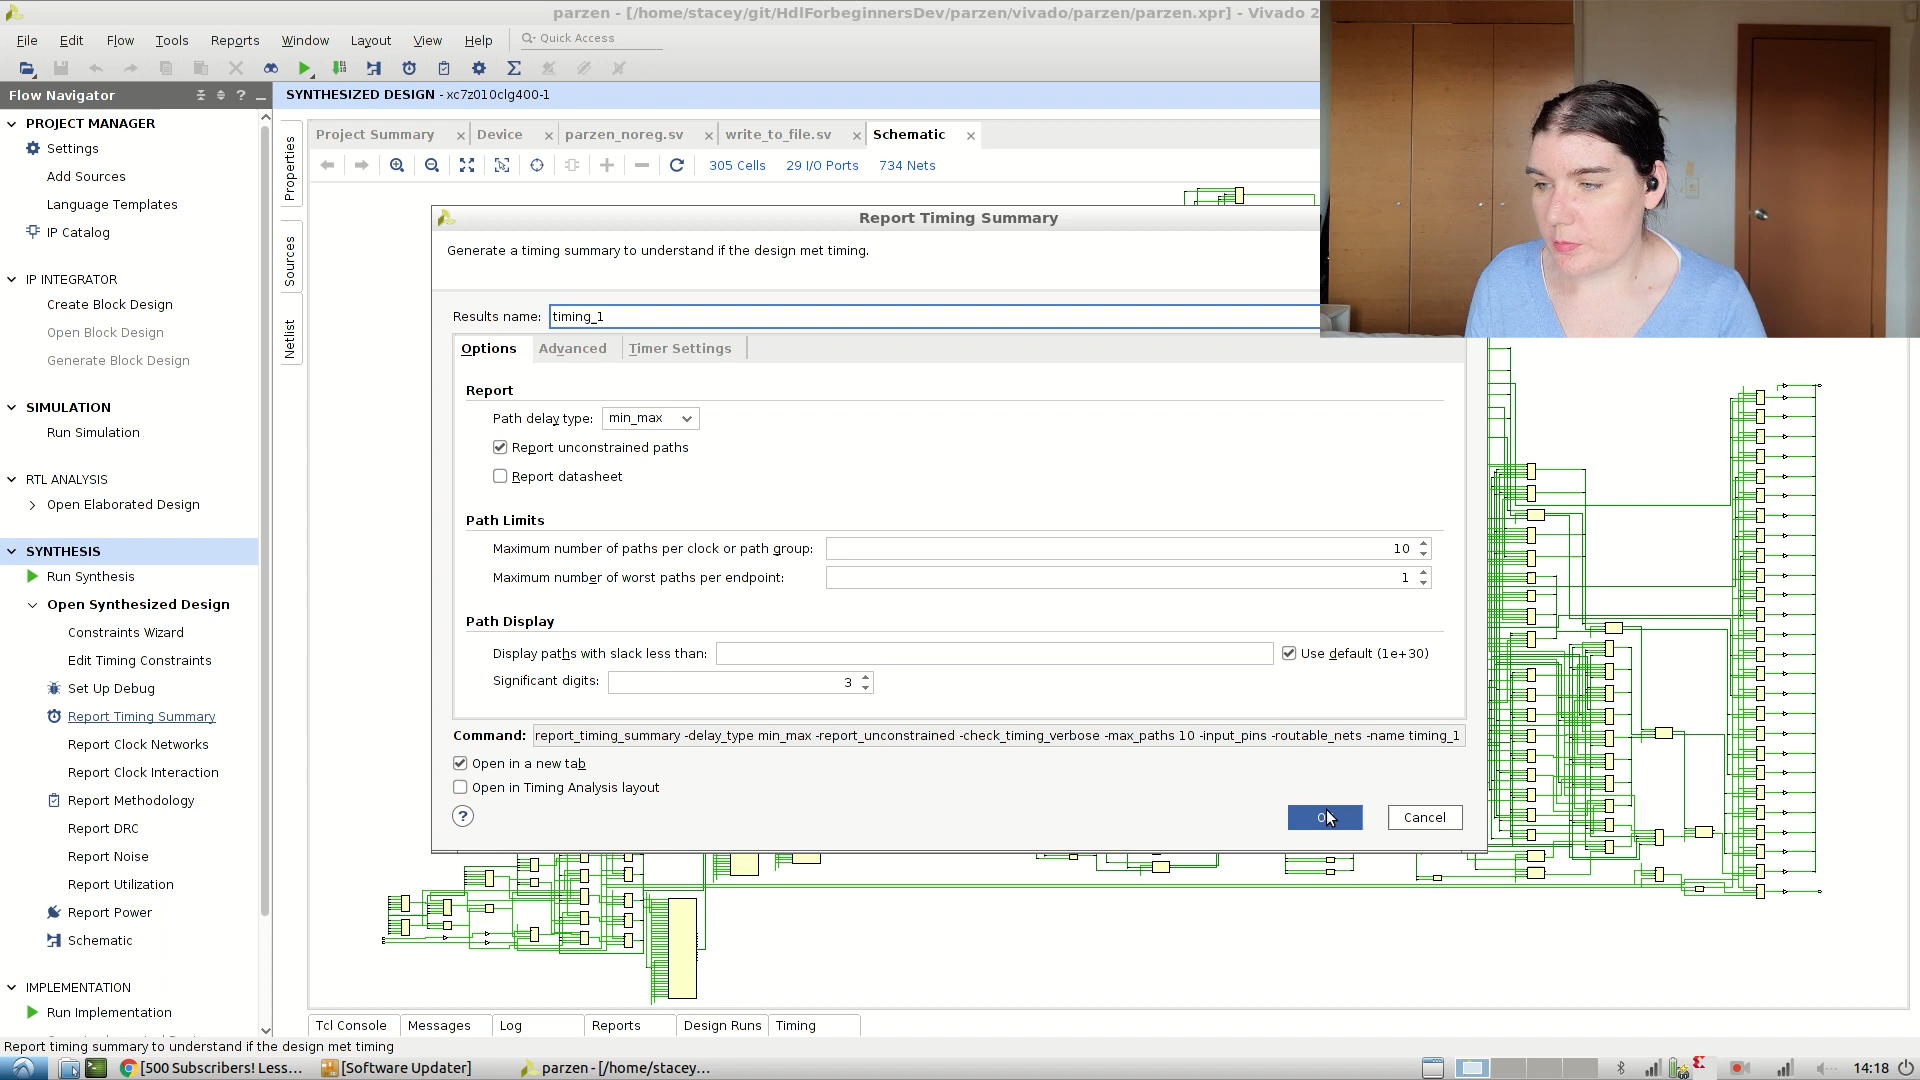 parzen - [/home/stacey/git/HdlForbeginnersDev/parzen/vivado/parzen/parzen.xpr] - Vivado 2
File Edit Flow Tools Reports Window Layout View Help Quick Access
Flow Navigator
SYNTHESIZED DESIGN - xc7z010clg400-1
PROJECT MANAGER
Settings
Add Sources
Language Templates
IP Catalog
IP INTEGRATOR
Create Block Design
Open Block Design
Generate Block Design
SIMULATION
Run Simulation
RTL ANALYSIS
Open Elaborated Design
SYNTHESIS
Run Synthesis
Open Synthesized Design
Constraints Wizard
Edit Timing Constraints
Set Up Debug
Report Timing Summary
Report Clock Networks
Report Clock Interaction
Report Methodology
Report DRC
Report Noise
Report Utilization
Report Power
Schematic
IMPLEMENTATION
Run Implementation
Properties
Sources
Netlist
Project Summary Device parzen_noreg.sv write_to_file.sv Schematic
305 Cells 29 I/O Ports 734 Nets
Report Timing Summary
Generate a timing summary to understand if the design met timing.
Results name: timing_1
Options Advanced Timer Settings
Report
Path delay type: min_max
Report unconstrained paths
Report datasheet
Path Limits
Maximum number of paths per clock or path group: 10
Maximum number of worst paths per endpoint: 1
Path Display
Display paths with slack less than: Use default (1e+30)
Significant digits: 3
Command: report_timing_summary -delay_type min_max -report_unconstrained -check_timing_verbose -max_paths 10 -input_pins -routable_nets -name timing_1
Open in a new tab
Open in Timing Analysis layout
? Cancel
Tcl Console Messages Log Reports Design Runs Timing
Report timing summary to understand if the design met timing
[500 Subscribers! Less... [Software Updater] parzen - [/home/stacey... 14:18